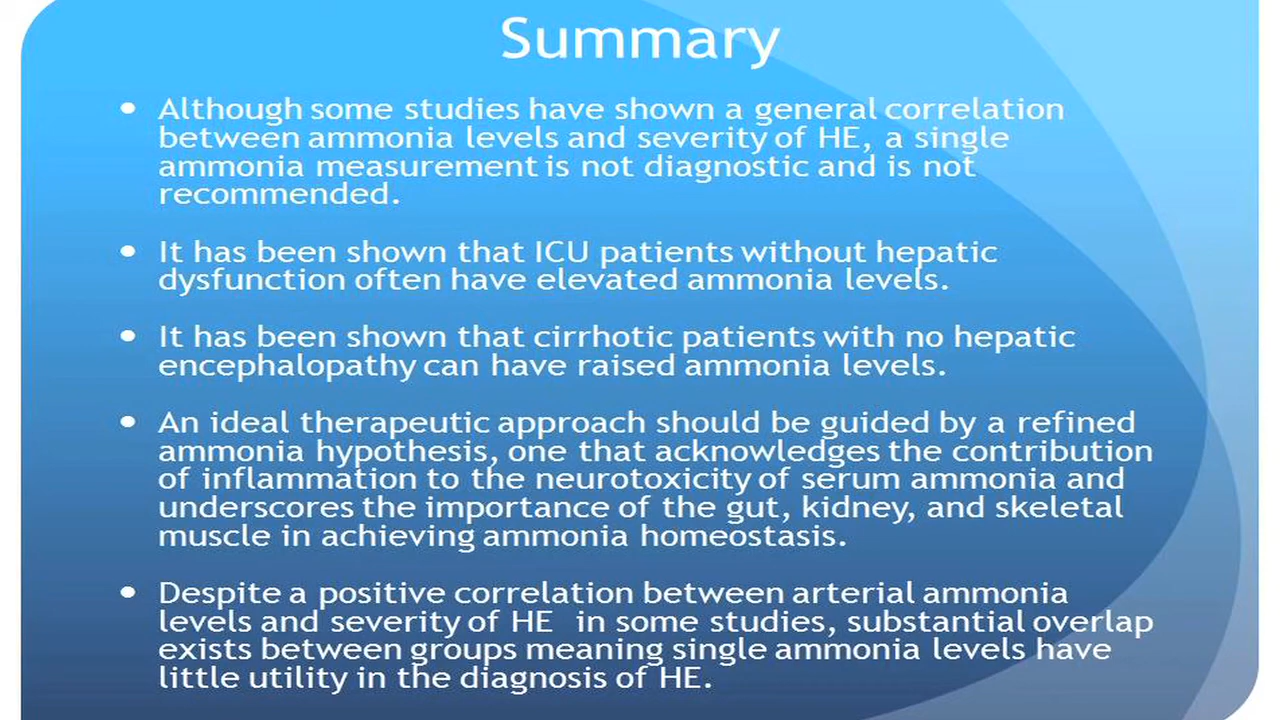 Summary
• Although some studies have shown a general correlation
between ammonia levels and severity of HE, a single
ammonia measurement is not diagnostic and is not
recommended.
• It has been shown that ICU patients without hepatic
dysfunction often have elevated ammonia levels.
• It has been shown that cirrhotic patients with no hepatic
encephalopathy can have raised ammonia levels.
• An ideal therapeutic approach should be guided by a refined
ammonia hypothesis, one that acknowledges the contribution
of inflammation to the neurotoxicity of serum ammonia and
underscores the importance of the gut, kidney, and skeletal
muscle in achieving ammonia homeostasis.
• Despite a positive correlation between arterial ammonia
levels and severity of HE in some studies, substantial overlap
exists between groups meaning single ammonia levels have
little utility in the diagnosis of HE.